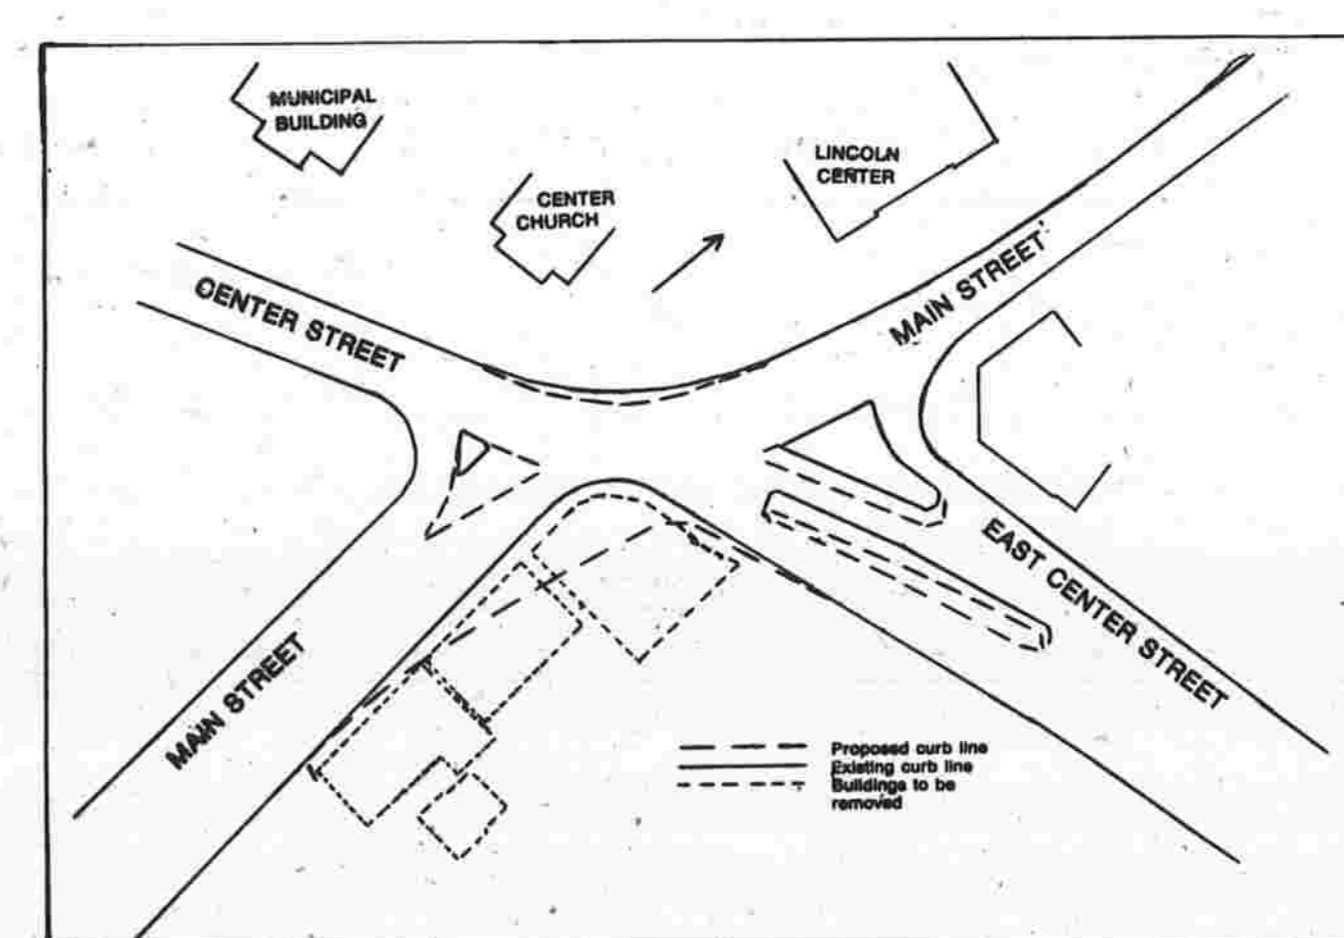 MUNICIPAL
BUILDING
CENTER
CHURCH
LINCOLN
CENTER
CENTER STREET
MAIN STREET
EAST CENTER STREET
MAIN STREET
Proposed curb line
Existing curb line
Buildings to be
removed